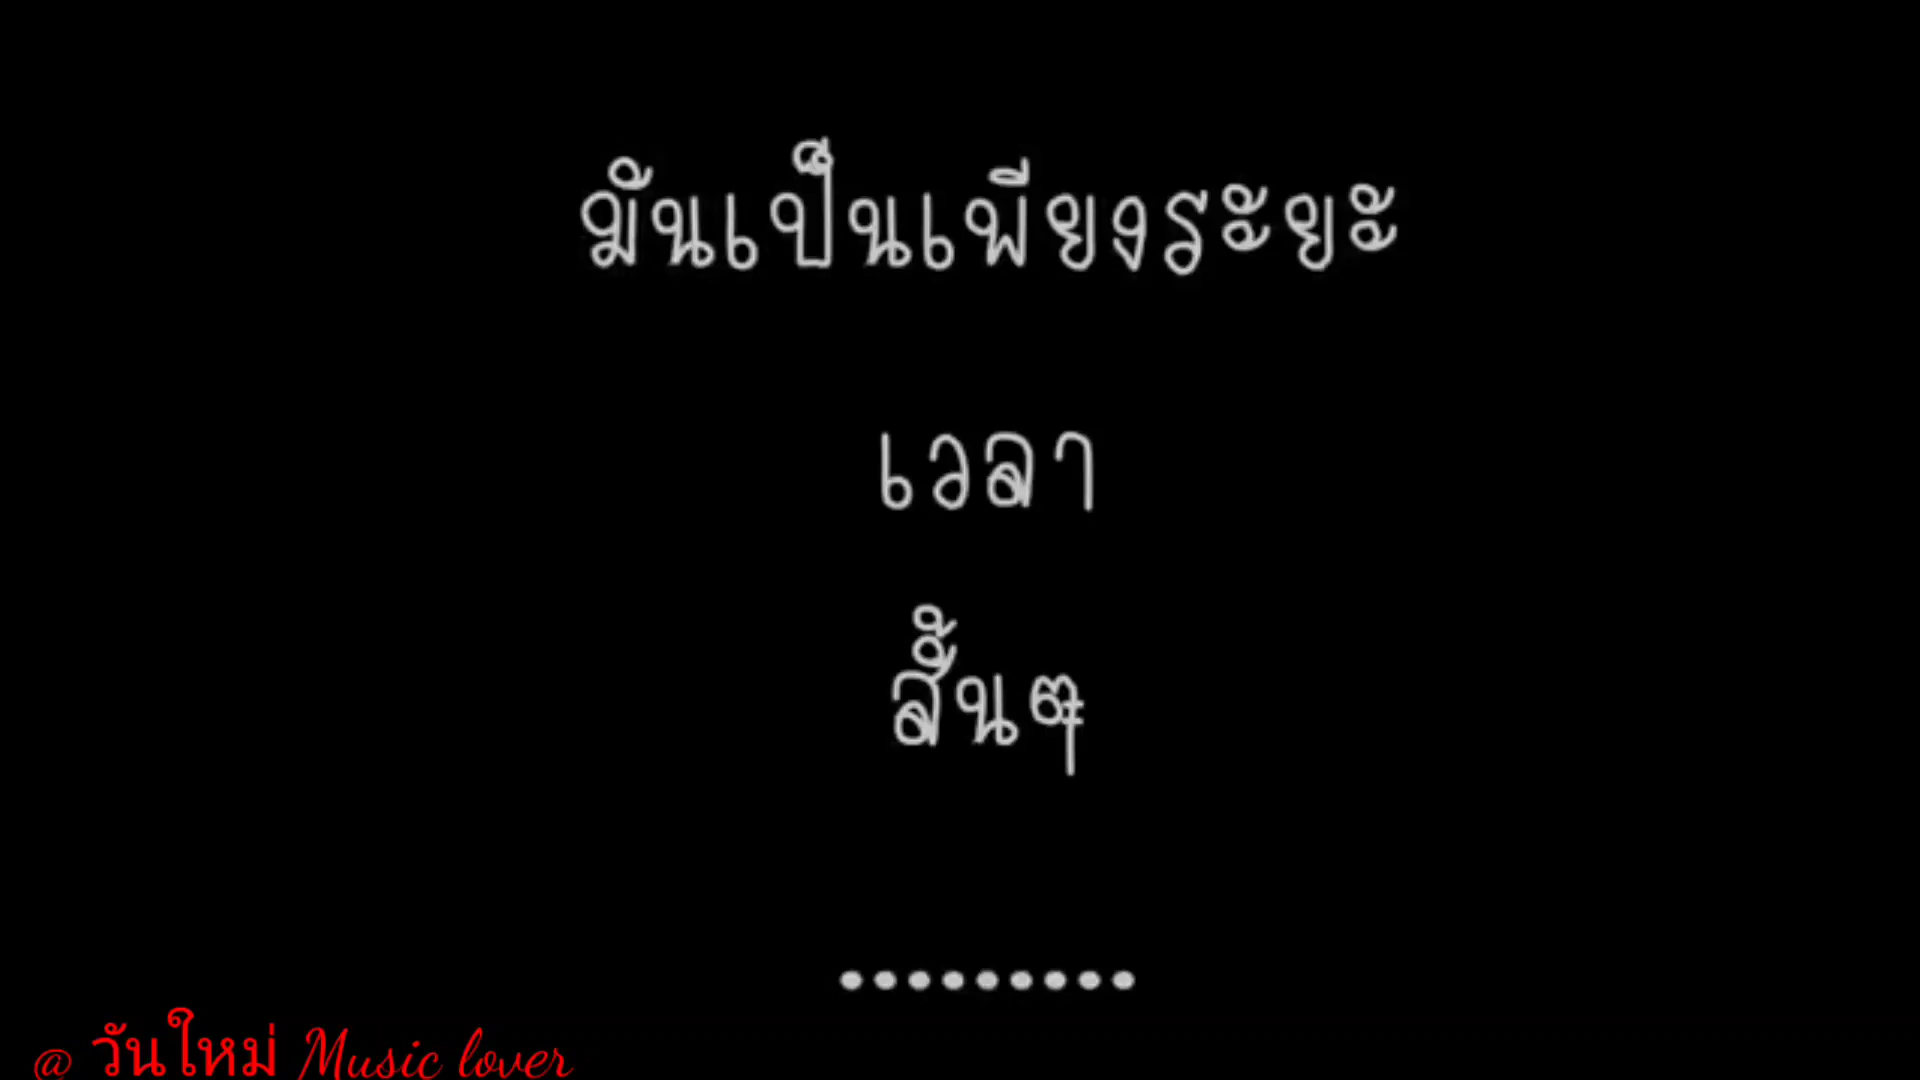 มันเป็นเพียงระยะ
เวลา
สั้นๆ
.........
@ วันใหม่ Music lover